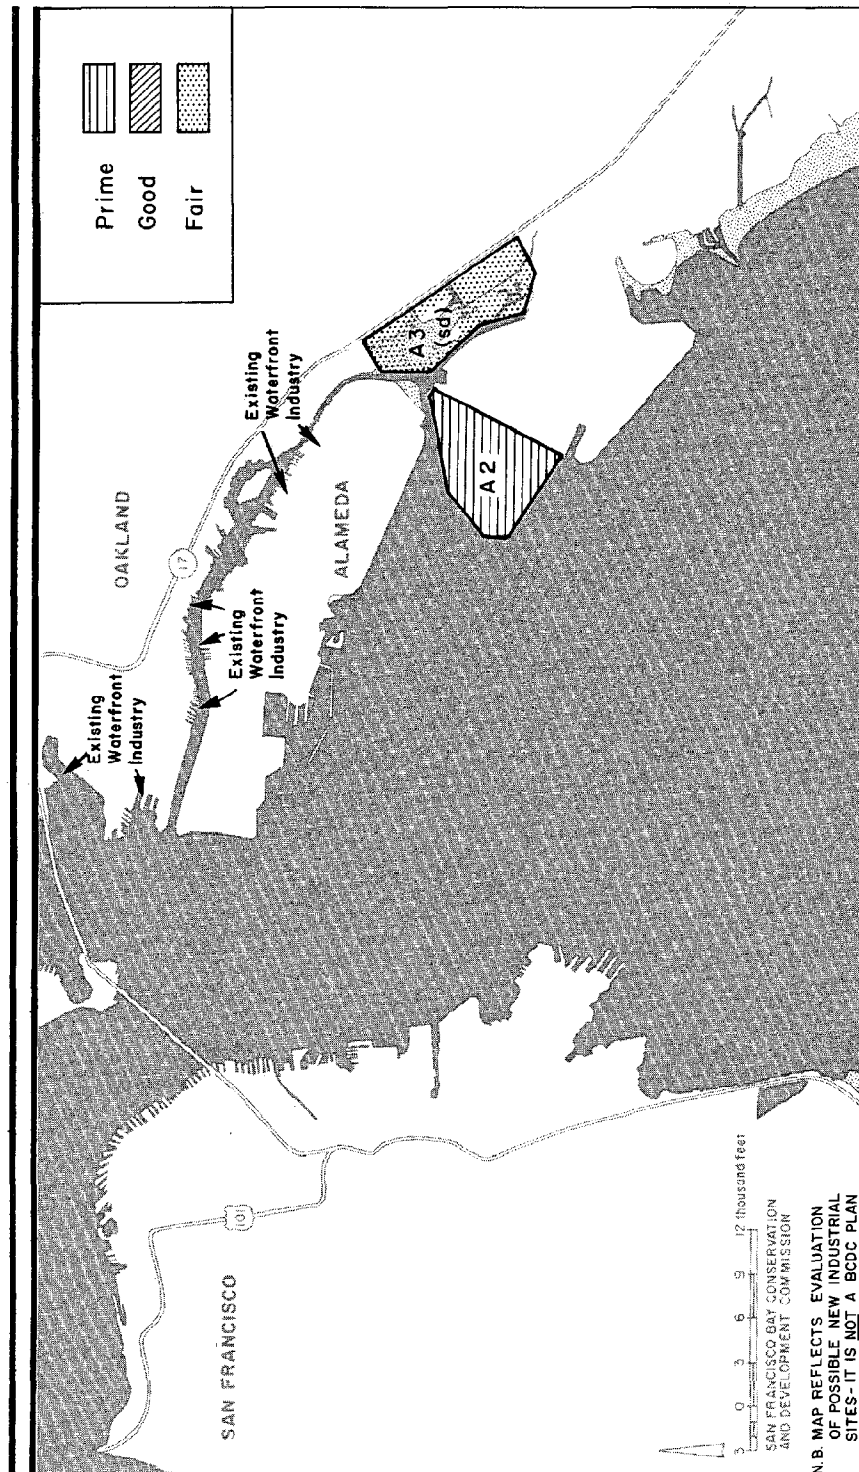 Prime
Good
Fair
OAKLAND
17
Existing
Waterfront
Industry
Existing
Waterfront
Industry
Existing
Waterfront
Industry
ALAMEDA
A3
(sd)
A2
SAN FRANCISCO
101
3 0 3 6 9 12 thousand feet
SAN FRANCISCO BAY CONSERVATION
AND DEVELOPMENT COMMISSION
N.B. MAP REFLECTS EVALUATION
OF POSSIBLE NEW INDUSTRIAL
SITES-IT IS NOT A BCDC PLAN